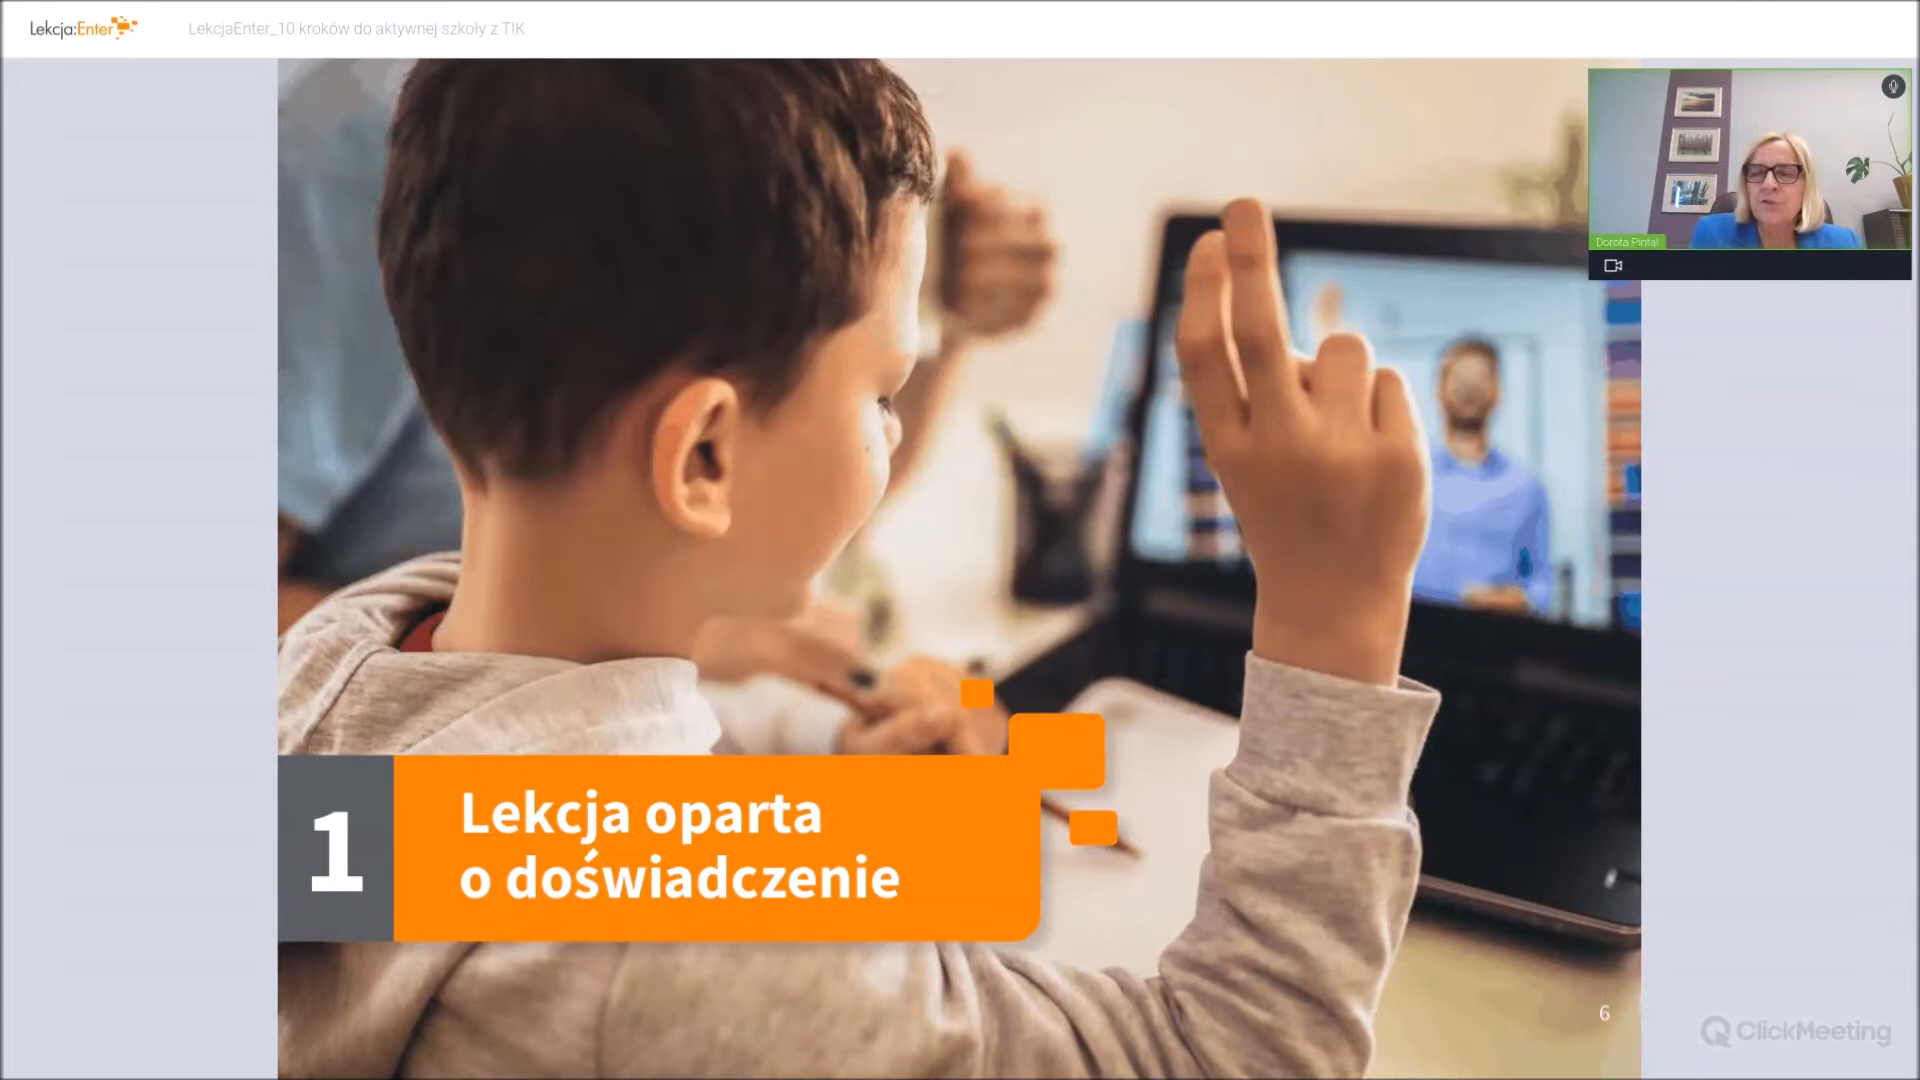 Lekcja:Enter
LekcjaEnter_10 kroków do aktywnej szkoły z TIK
Dorota Pintal
1
Lekcja oparta
o doświadczenie
6
ClickMeeting